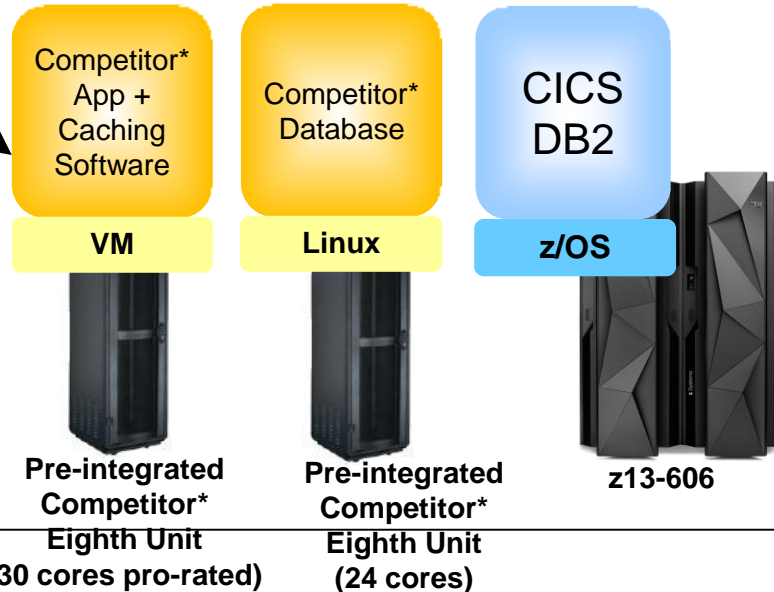 Competitor*
App +
Caching
Software
VM
Pre-integrated
Competitor*
Eighth Unit
30 cores pro-rated)
Competitor*
Database
Linux
Pre-integrated
Competitor*
Eighth Unit
(24 cores)
CICS
DB2
z/OS
z13-606